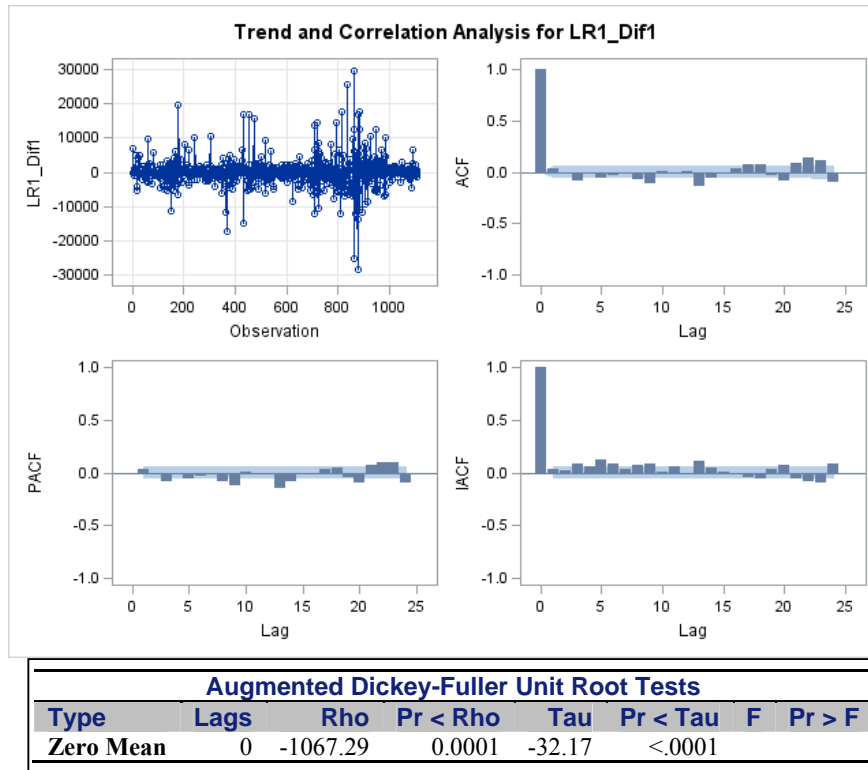 Trend and Correlation Analysis for LR1_Dif1
30000
20000
10000
0
-10000
-20000
-30000
LR1_Dif1
0 200 400 600 800 1000
Observation
1.0
0.5
0.0
-0.5
-1.0
ACF
0 5 10 15 20 25
Lag
1.0
0.5
0.0
-0.5
-1.0
PACF
0 5 10 15 20 25
Lag
1.0
0.5
0.0
-0.5
-1.0
IACF
0 5 10 15 20 25
Lag
Augmented Dickey-Fuller Unit Root Tests
Type Lags Rho Pr < Rho Tau Pr < Tau F Pr > F
Zero Mean 0 -1067.29 0.0001 -32.17 <.0001